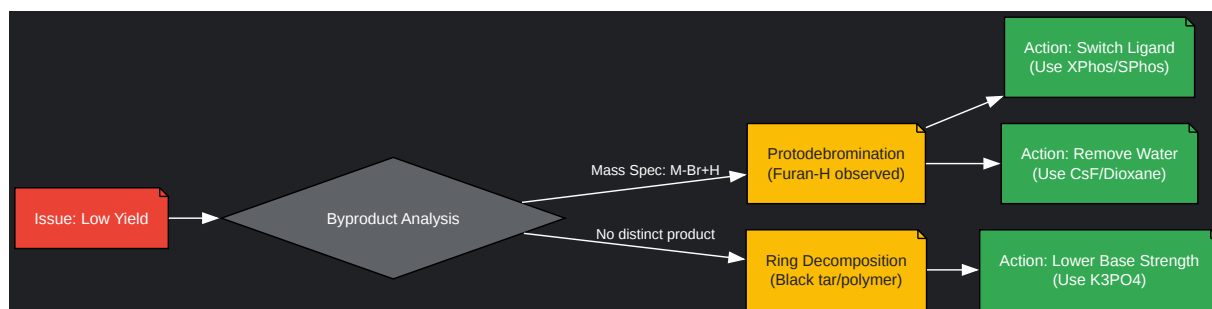 Issue: Low Yield
Byproduct Analysis
Mass Spec: M-Br+H
No distinct product
Protodebromination
(Furan-H observed)
Ring Decomposition
(Black tar/polymer)
Action: Switch Ligand
(Use XPhos/SPhos)
Action: Remove Water
(Use CsF/Dioxane)
Action: Lower Base Strength
(Use K3PO4)